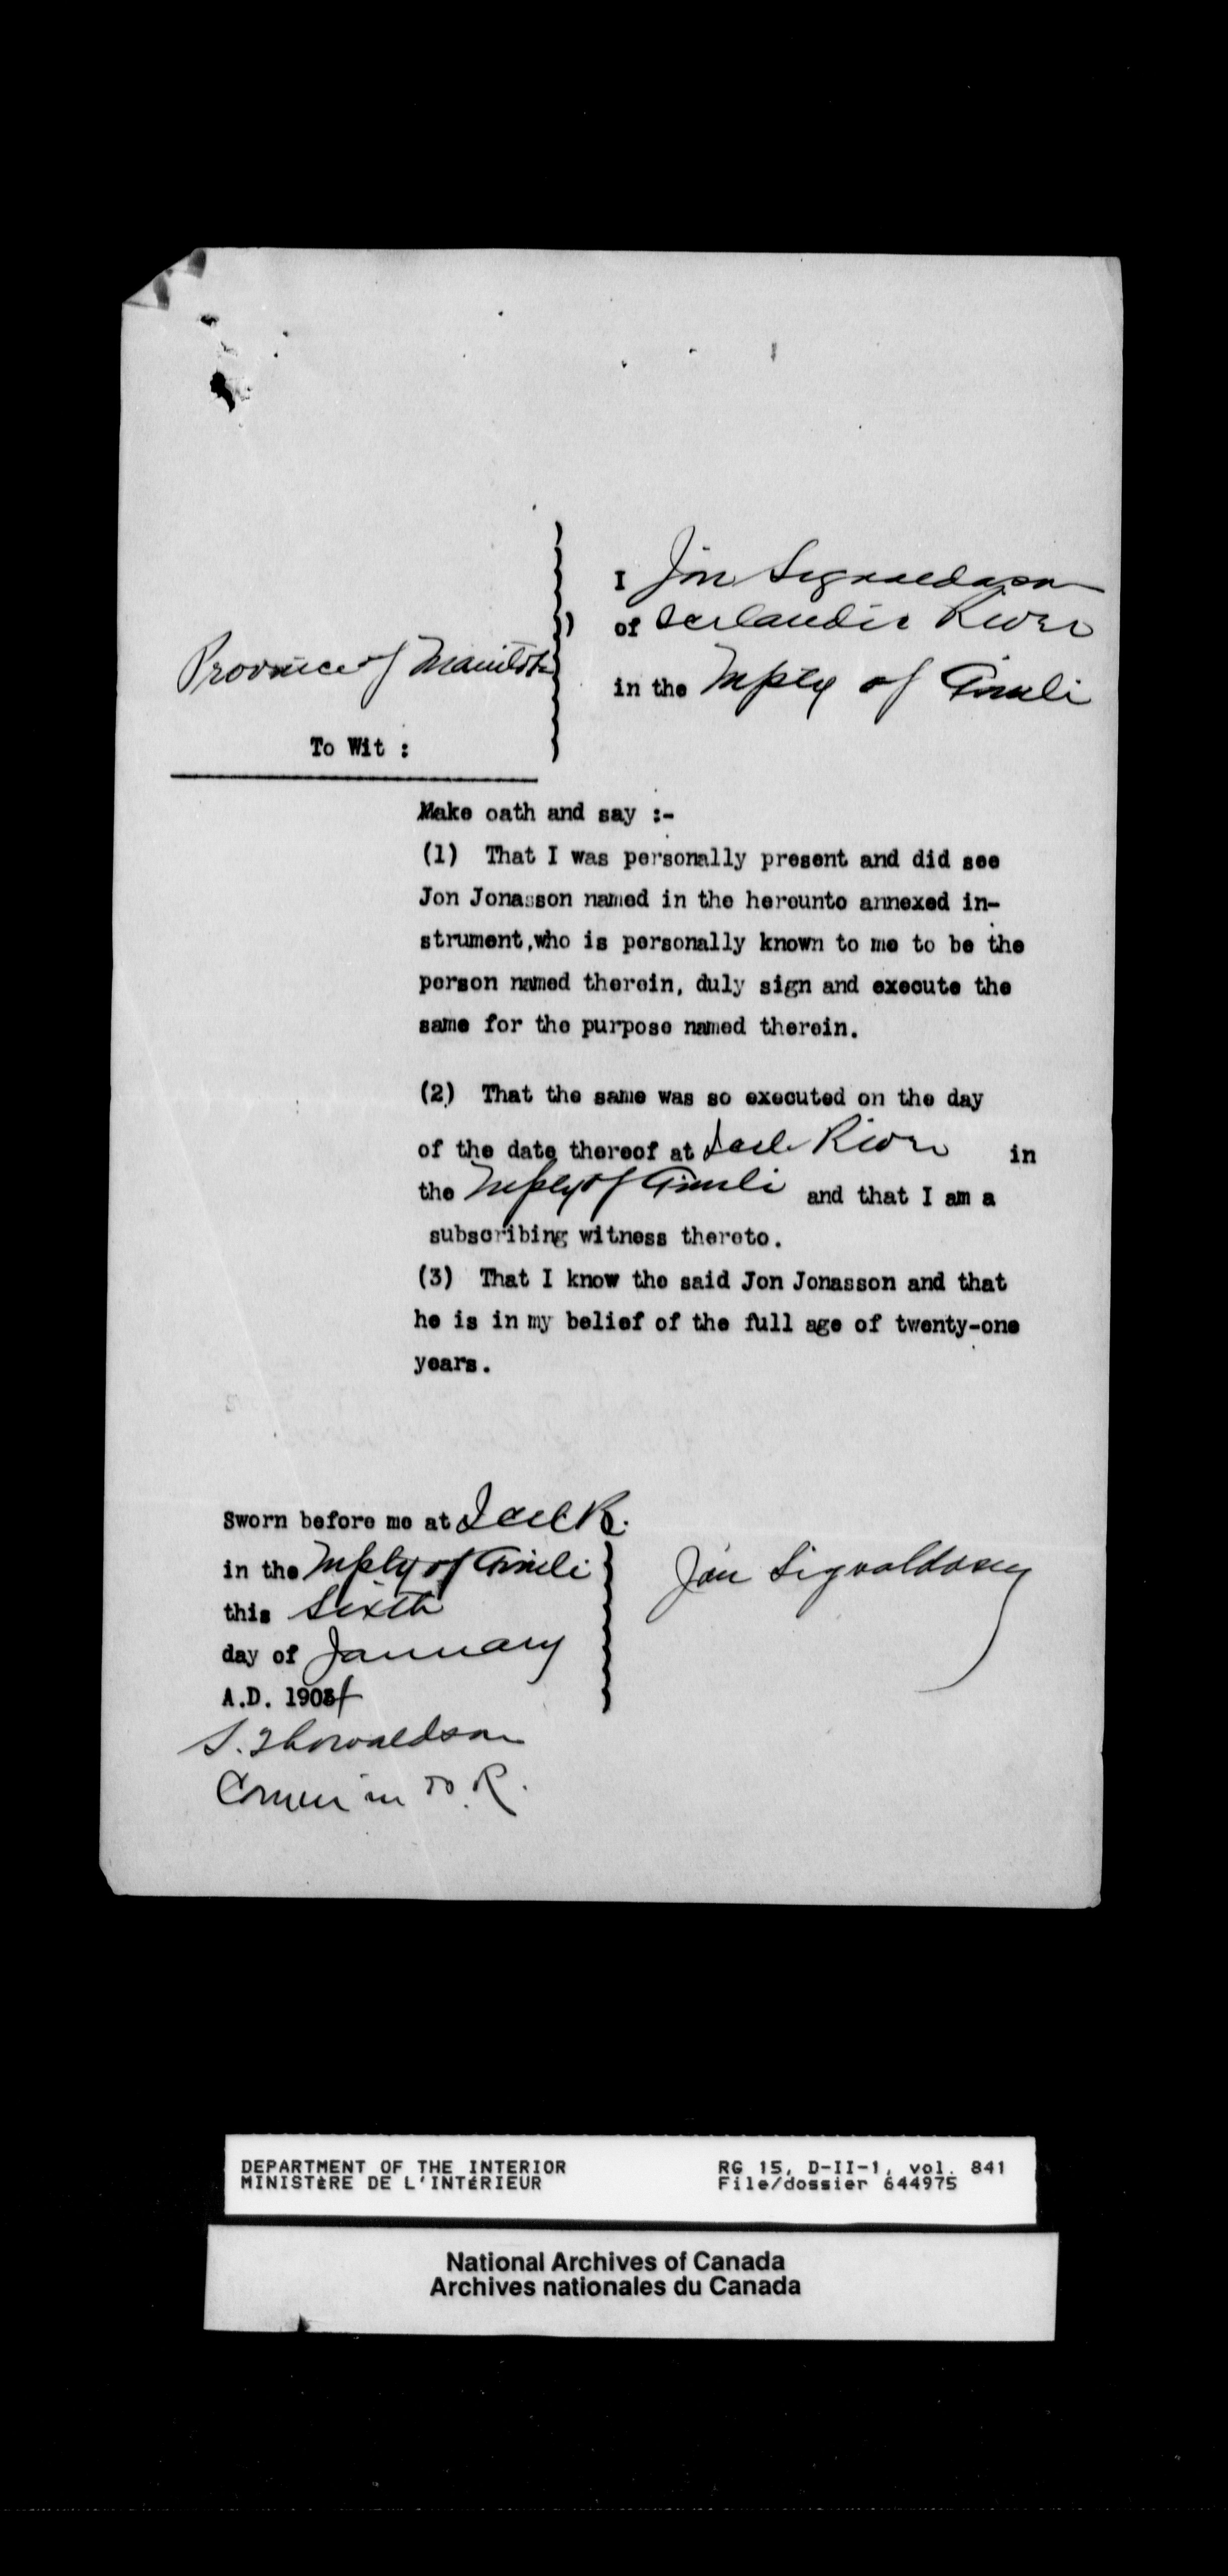 I Jón Sigvaldason
of Icelandic River
Province of Manitoba
in the Mplty of Gimli
To Wit :
Make oath and say :-
(1) That I was personally present and did see
Jon Jonasson named in the hereunto annexed in-
strument,who is personally known to me to be the
person named therein, duly sign and execute the
same for the purpose named therein.
(2) That the same was so executed on the day
of the date thereof at Icel River in
the Mplty of Gimli and that I am a
subscribing witness thereto.
(3) That I know the said Jon Jonasson and that
he is in my belief of the full age of twenty-one
years.
Sworn before me at Icel R.
in the Mplty of Gimli
this Sixth
day of January
A.D. 1904
Jón Sigvaldason
S. Thorvaldson
in B. R.
DEPARTMENT OF THE INTERIOR
MINISTÈRE DE L'INTÉRIEUR
RG 15, D-II-1, vol. 841
File/dossier 644975
National Archives of Canada
Archives nationales du Canada